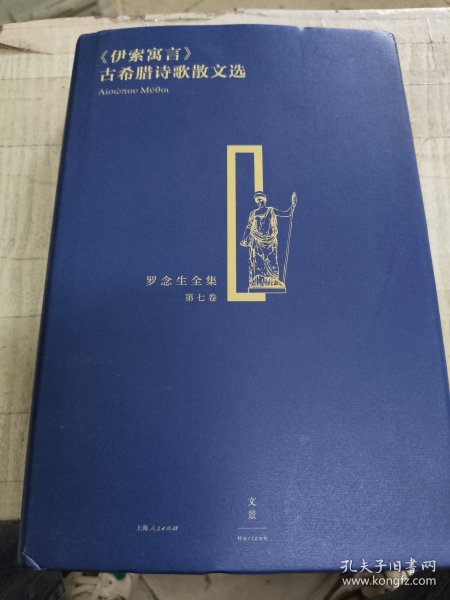 《伊索寓言》
古希腊诗歌散文选
Αἰσώπου Μῦθοι
罗念生全集
第七卷
文
景
Horizon
上海人民出版社
孔夫子旧书网
www.kongfz.com